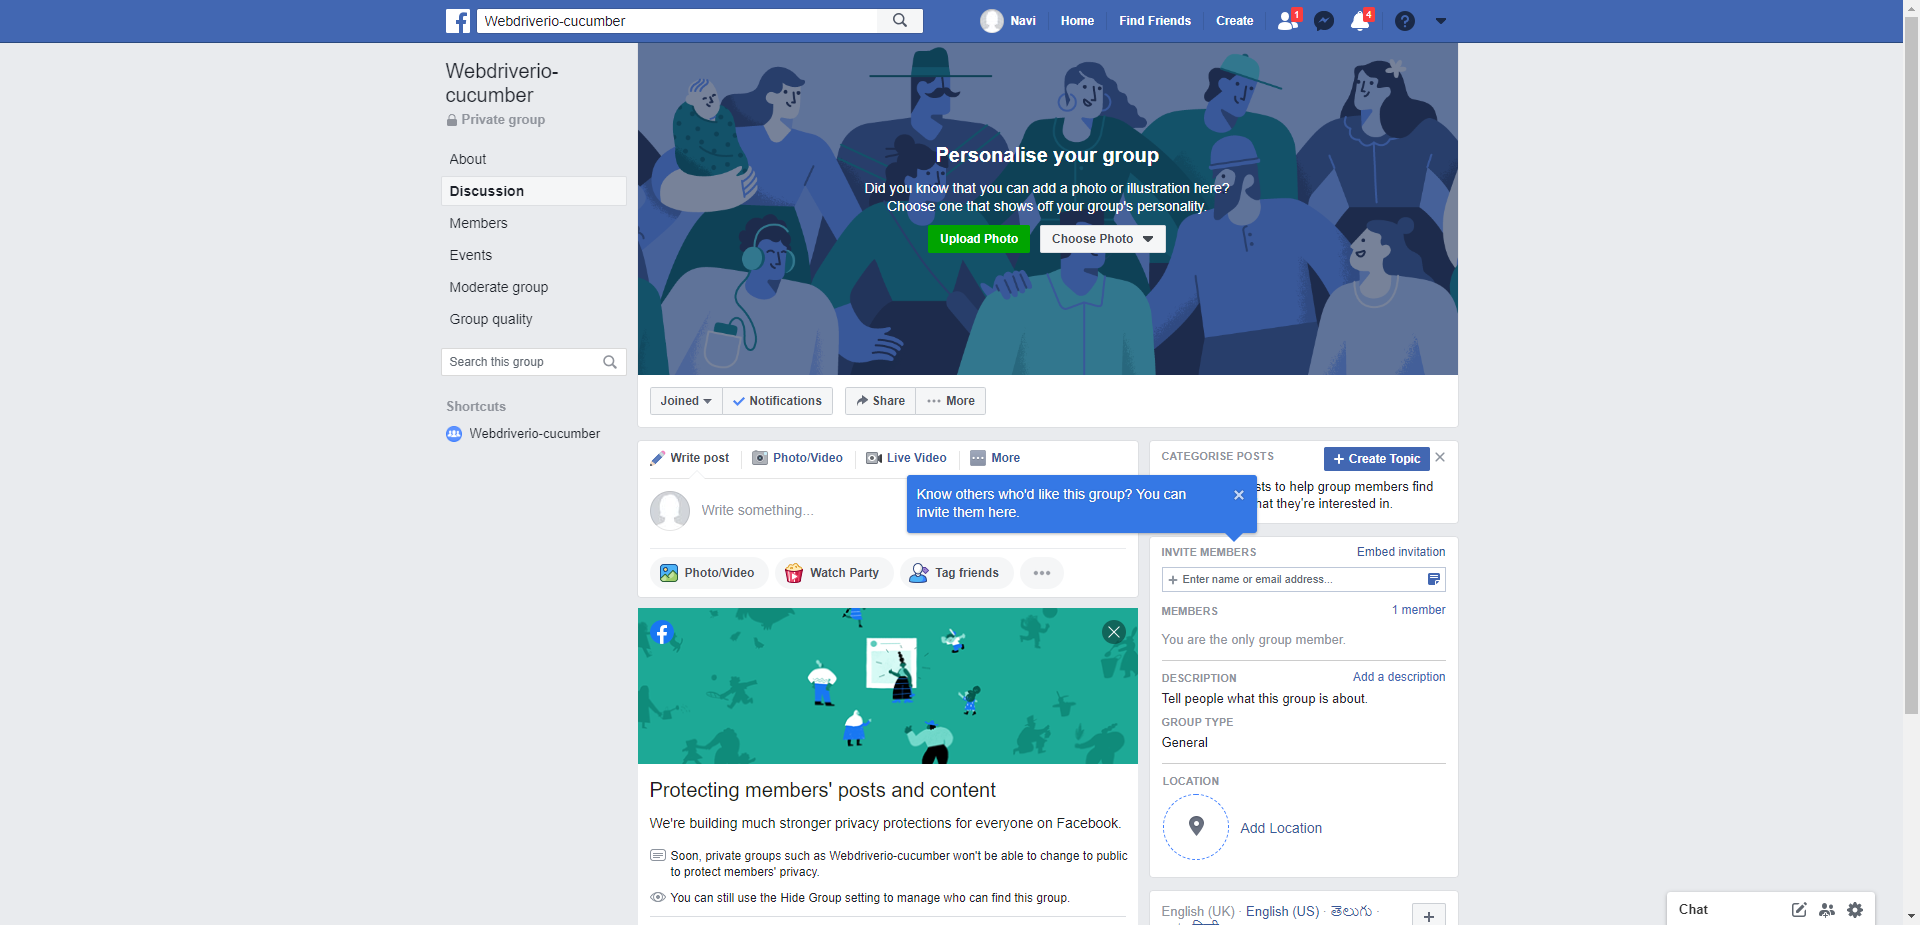 Webdriverio-cucumber
Navi
Home
Find Friends
Create
1
4
Webdriverio-
cucumber
Private group
About
Discussion
Members
Events
Moderate group
Group quality
Search this group
Shortcuts
Webdriverio-cucumber
Personalise your group
Did you know that you can add a photo or illustration here?
Choose one that shows off your group's personality.
Upload Photo
Choose Photo
Joined
Notifications
Share
More
Write post
Photo/Video
Live Video
More
Write something...
Photo/Video
Watch Party
Tag friends
Know others who'd like this group? You can
invite them here.
CATEGORISE POSTS
+ Create Topic
to help group members find
they're interested in.
INVITE MEMBERS
Embed invitation
+ Enter name or email address...
MEMBERS
1 member
You are the only group member.
DESCRIPTION
Add a description
Tell people what this group is about.
GROUP TYPE
General
LOCATION
Add Location
Protecting members' posts and content
We're building much stronger privacy protections for everyone on Facebook.
Soon, private groups such as Webdriverio-cucumber won't be able to change to public
to protect members' privacy.
You can still use the Hide Group setting to manage who can find this group.
English (UK) · English (US) · తెలుగు ·
Chat